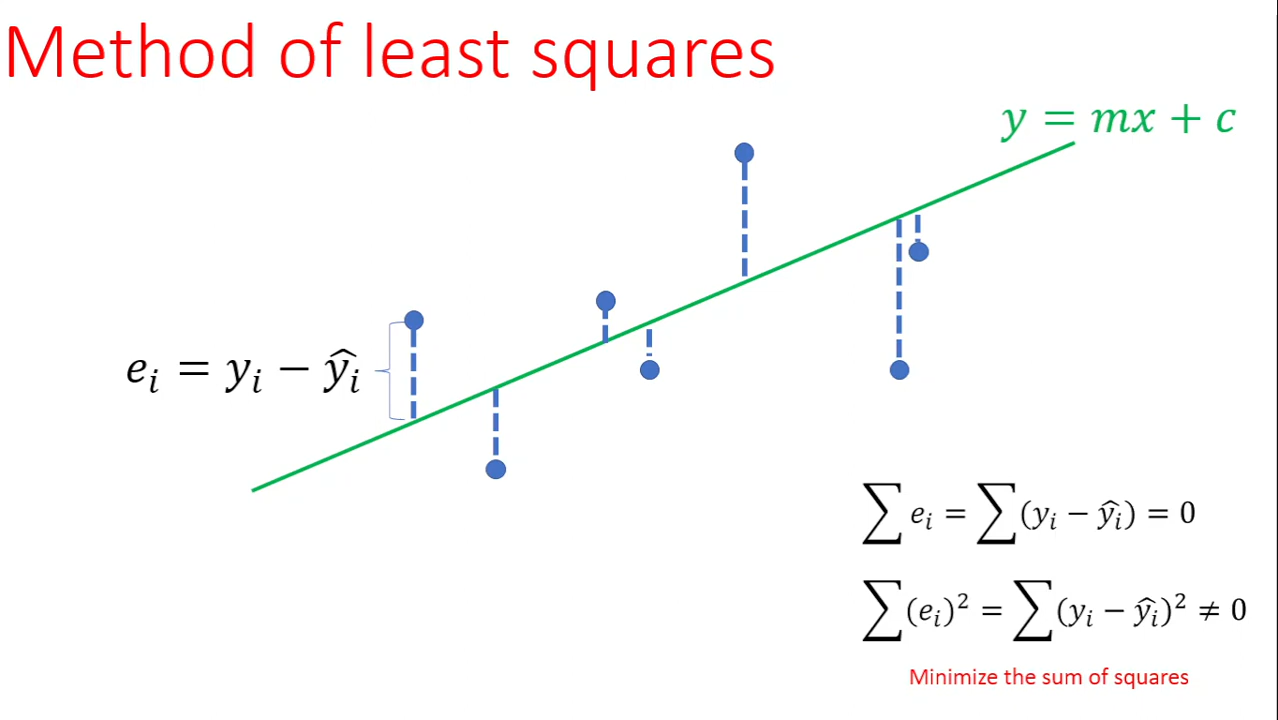 Method of least squares
y = mx + c
eᵢ = yᵢ − ŷᵢ
∑ eᵢ = ∑(yᵢ − ŷᵢ) = 0
∑(eᵢ)² = ∑(yᵢ − ŷᵢ)² ≠ 0
Minimize the sum of squares